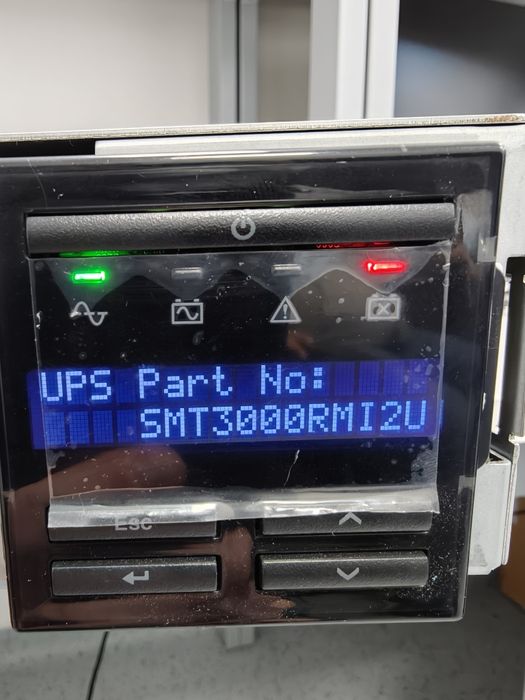 UPS Part No:
SMT3000RMI2U
ESC